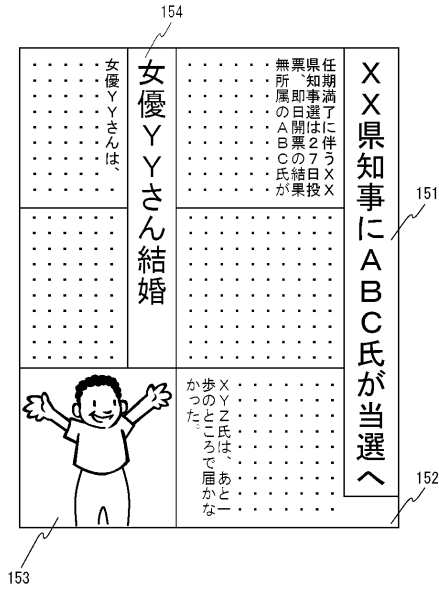 154
XX県知事にABC氏が当選へ
151
任期満了に伴うXX
県知事選は27日投
票、即日開票の結果
無所属のABC氏が
XYZ氏は、あと一
歩のところで届かな
かった。
152
女優YYさん結婚
女優YYさんは、
153